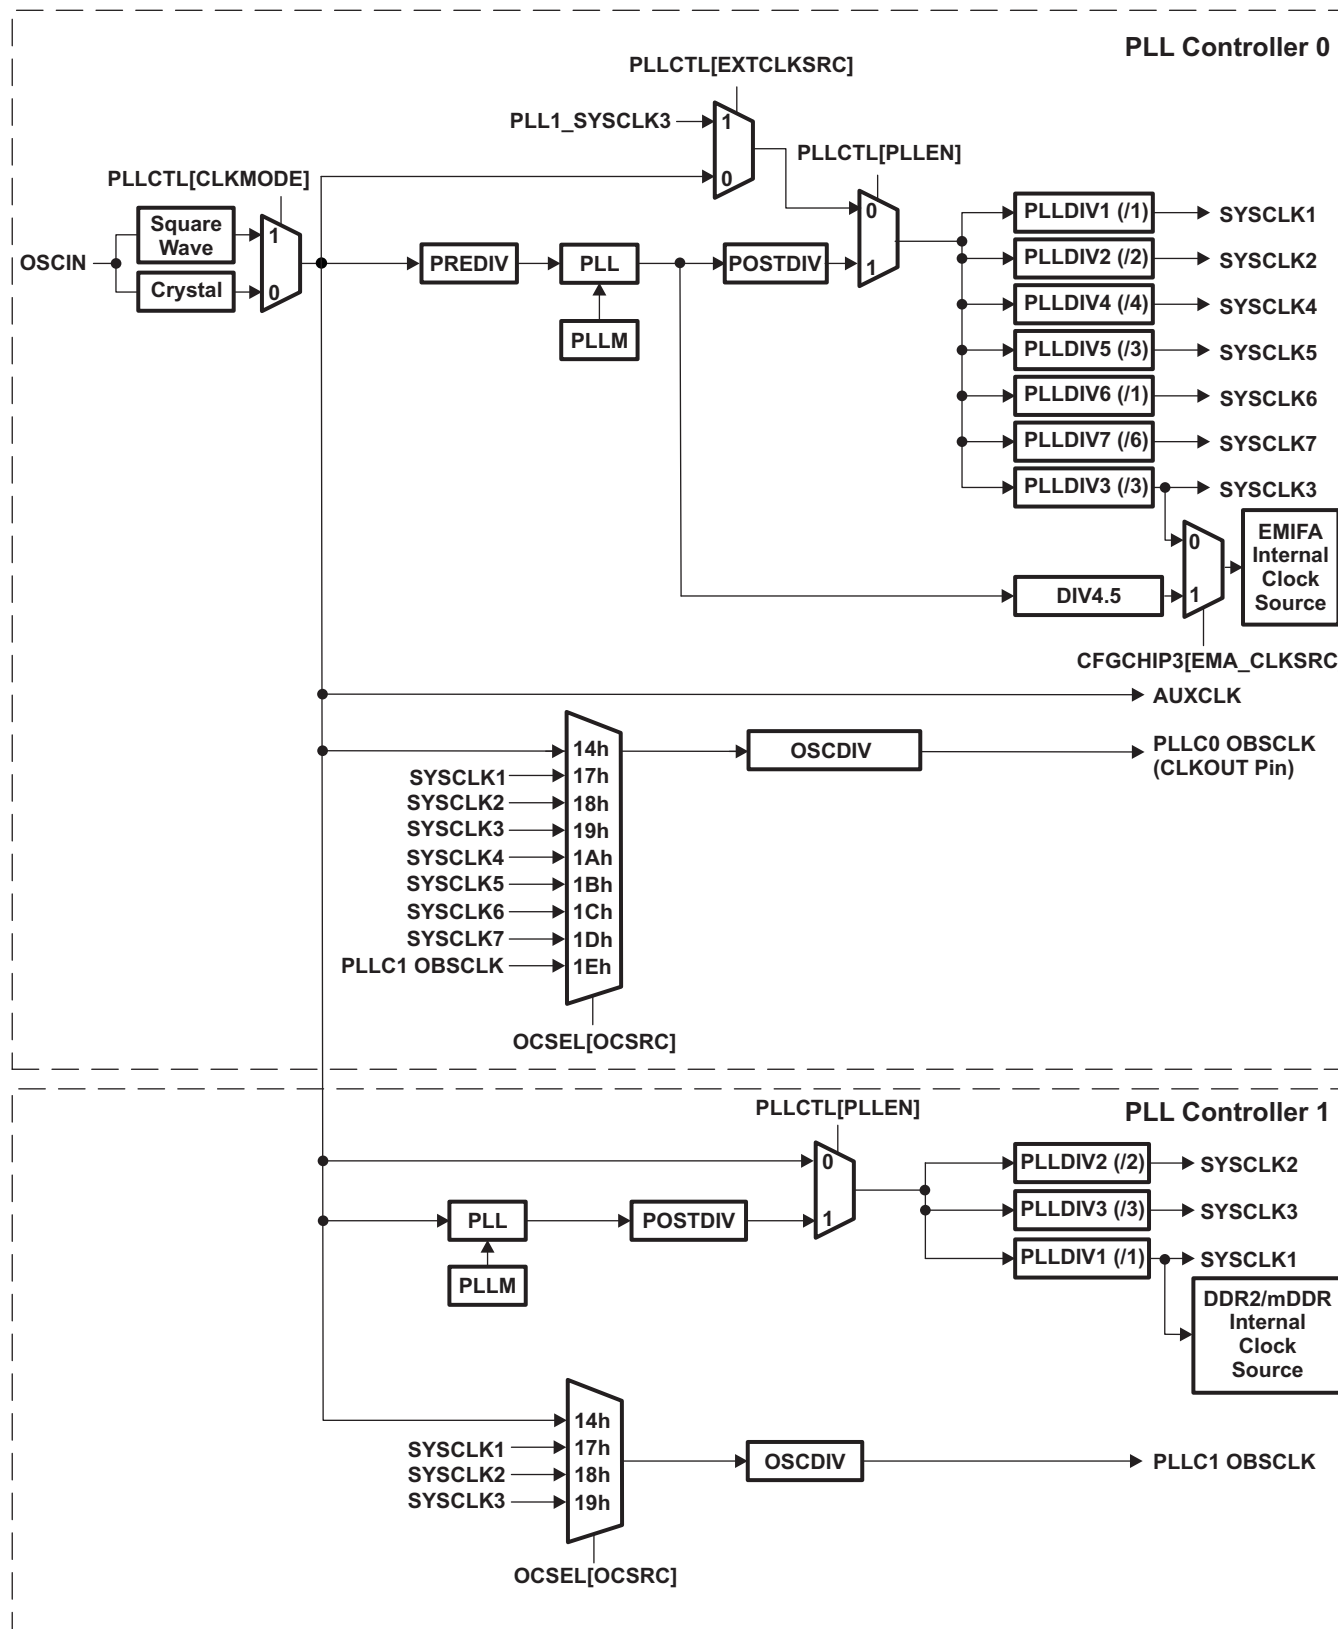 PLL Controller 0
PLLCTL[EXTCLKSRC]
PLL1_SYSCLK3
1
0
PLLCTL[PLLEN]
0
1
PLLCTL[CLKMODE]
OSCIN
Square
Wave
Crystal
1
0
PREDIV
PLL
POSTDIV
PLLM
PLLDIV1 (/1)
SYSCLK1
PLLDIV2 (/2)
SYSCLK2
PLLDIV4 (/4)
SYSCLK4
PLLDIV5 (/3)
SYSCLK5
PLLDIV6 (/1)
SYSCLK6
PLLDIV7 (/6)
SYSCLK7
PLLDIV3 (/3)
SYSCLK3
0
1
EMIFA
Internal
Clock
Source
DIV4.5
CFGCHIP3[EMA_CLKSRC
AUXCLK
14h
OSCDIV
PLLC0 OBSCLK
(CLKOUT Pin)
SYSCLK1
17h
SYSCLK2
18h
SYSCLK3
19h
SYSCLK4
1Ah
SYSCLK5
1Bh
SYSCLK6
1Ch
SYSCLK7
1Dh
PLLC1 OBSCLK
1Eh
OCSEL[OCSRC]
PLL Controller 1
PLLCTL[PLLEN]
0
1
PLL
POSTDIV
PLLM
PLLDIV2 (/2)
SYSCLK2
PLLDIV3 (/3)
SYSCLK3
PLLDIV1 (/1)
SYSCLK1
DDR2/mDDR
Internal
Clock
Source
14h
SYSCLK1
17h
SYSCLK2
18h
SYSCLK3
19h
OSCDIV
PLLC1 OBSCLK
OCSEL[OCSRC]